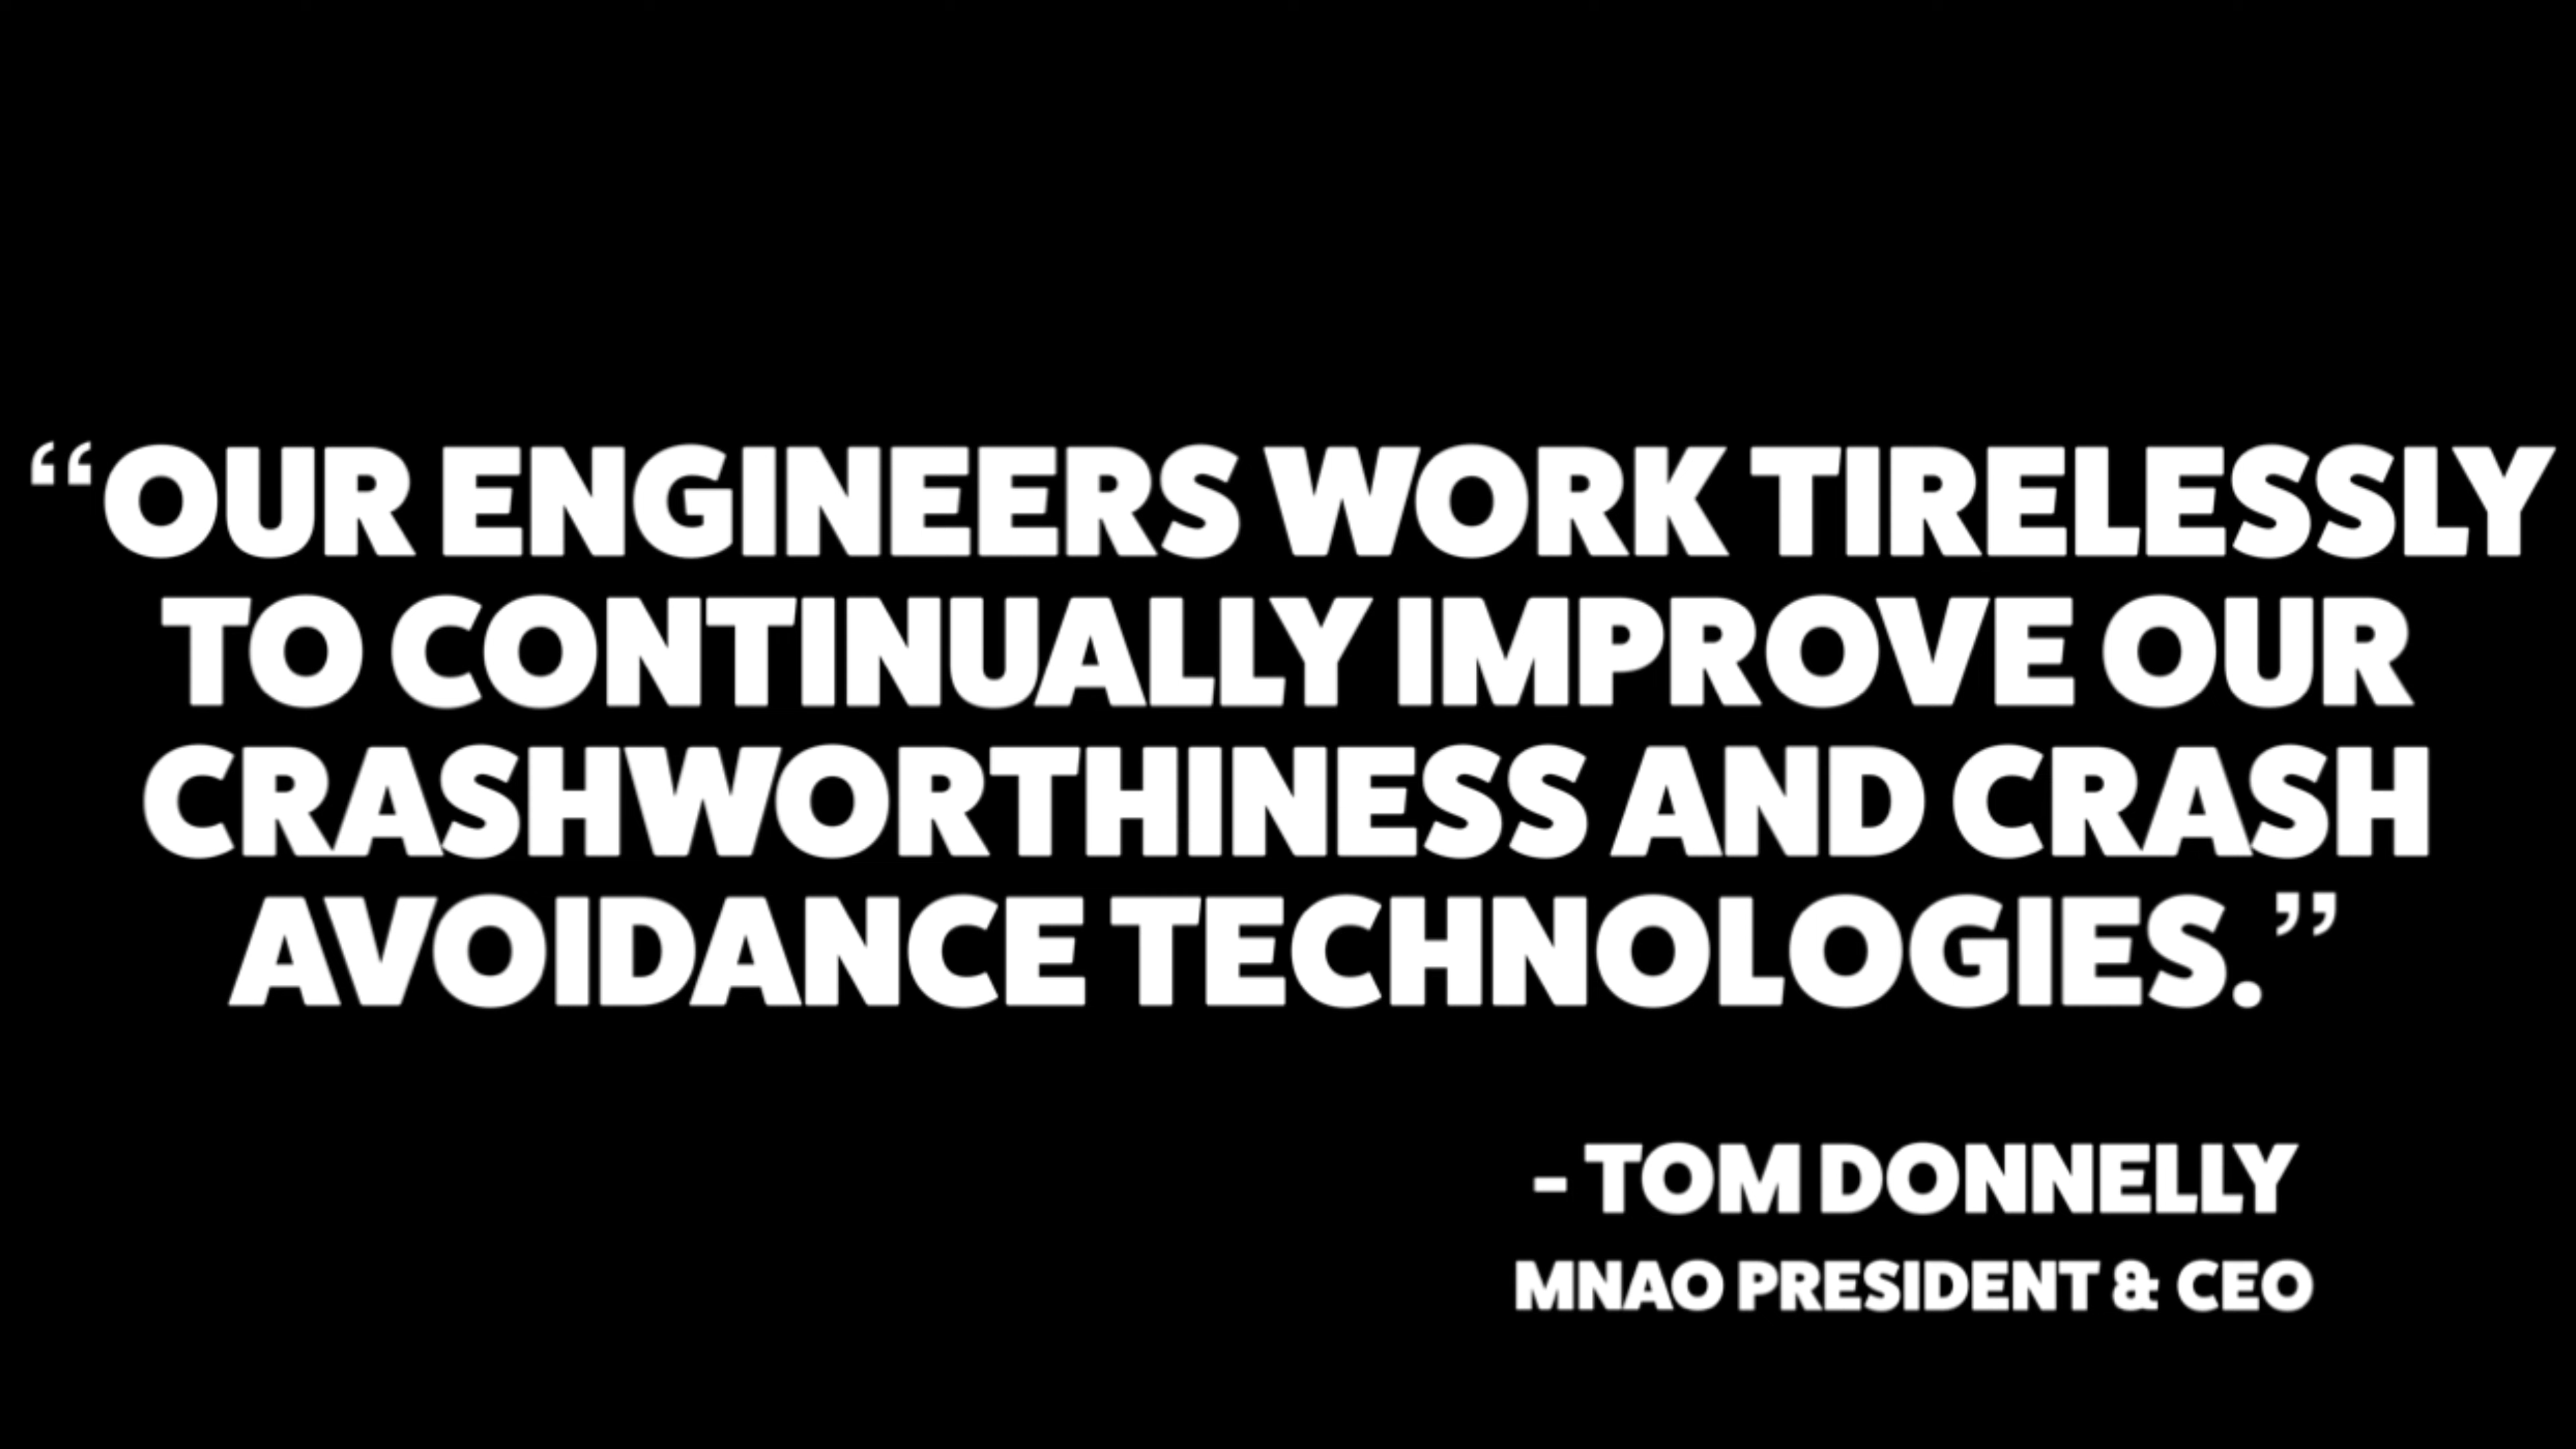 “OUR ENGINEERS WORK TIRELESSLY
TO CONTINUALLY IMPROVE OUR
CRASHWORTHINESS AND CRASH
AVOIDANCE TECHNOLOGIES.”
- TOM DONNELLY
MNAO PRESIDENT & CEO